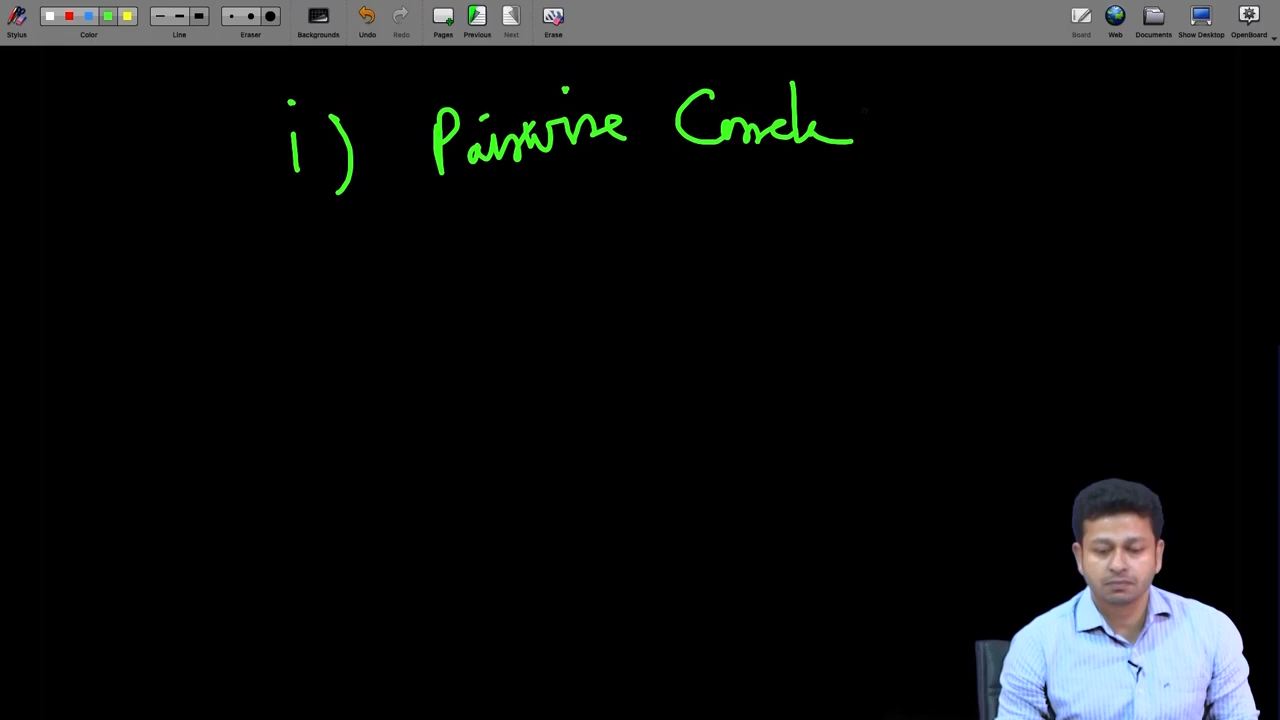 Stylus
Color
Line
Eraser
Backgrounds
Undo
Redo
Pages
Previous
Next
Erase
Board
Web
Documents
Show Desktop
OpenBoard
i) Pairwise